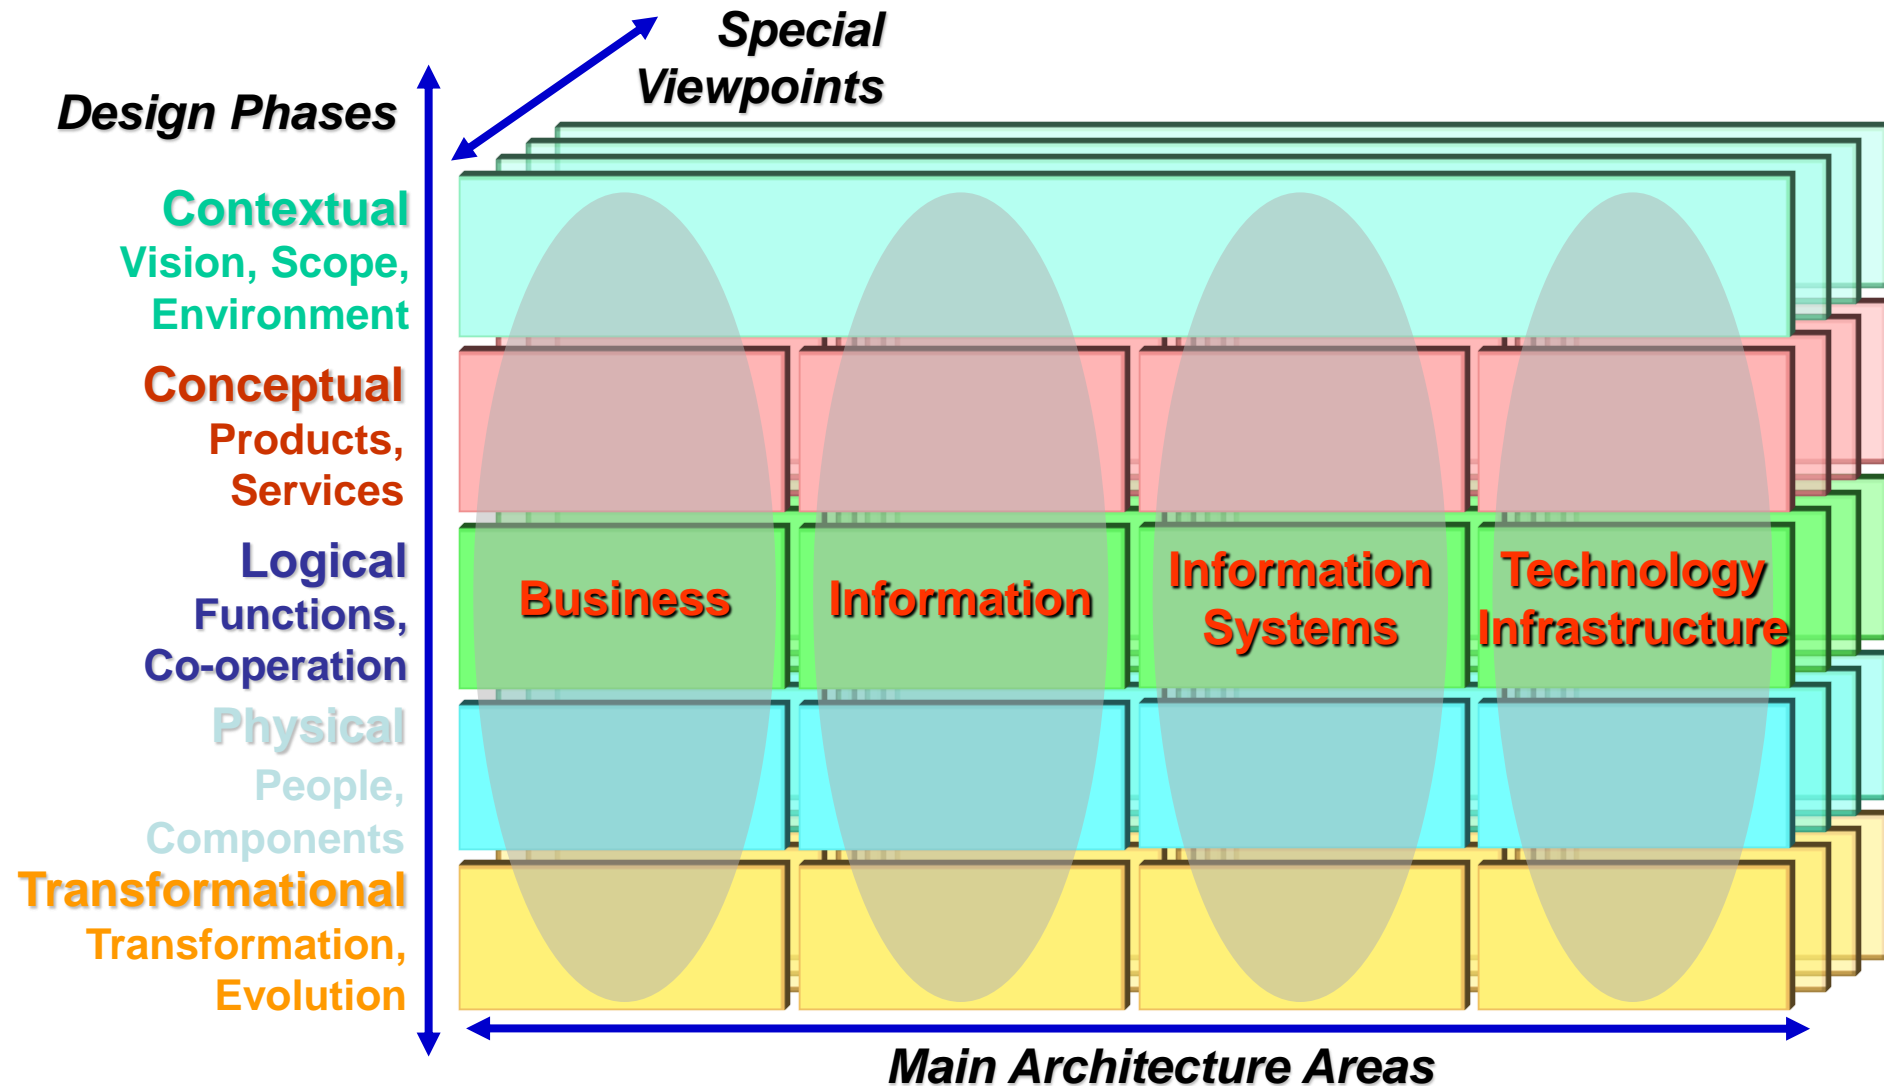 Special
Viewpoints
Design Phases
Contextual
Vision, Scope,
Environment
Conceptual
Products,
Services
Logical
Functions,
Co-operation
Physical
People,
Components
Transformational
Transformation,
Evolution
Business
Information
Information
Systems
Technology
Infrastructure
Main Architecture Areas